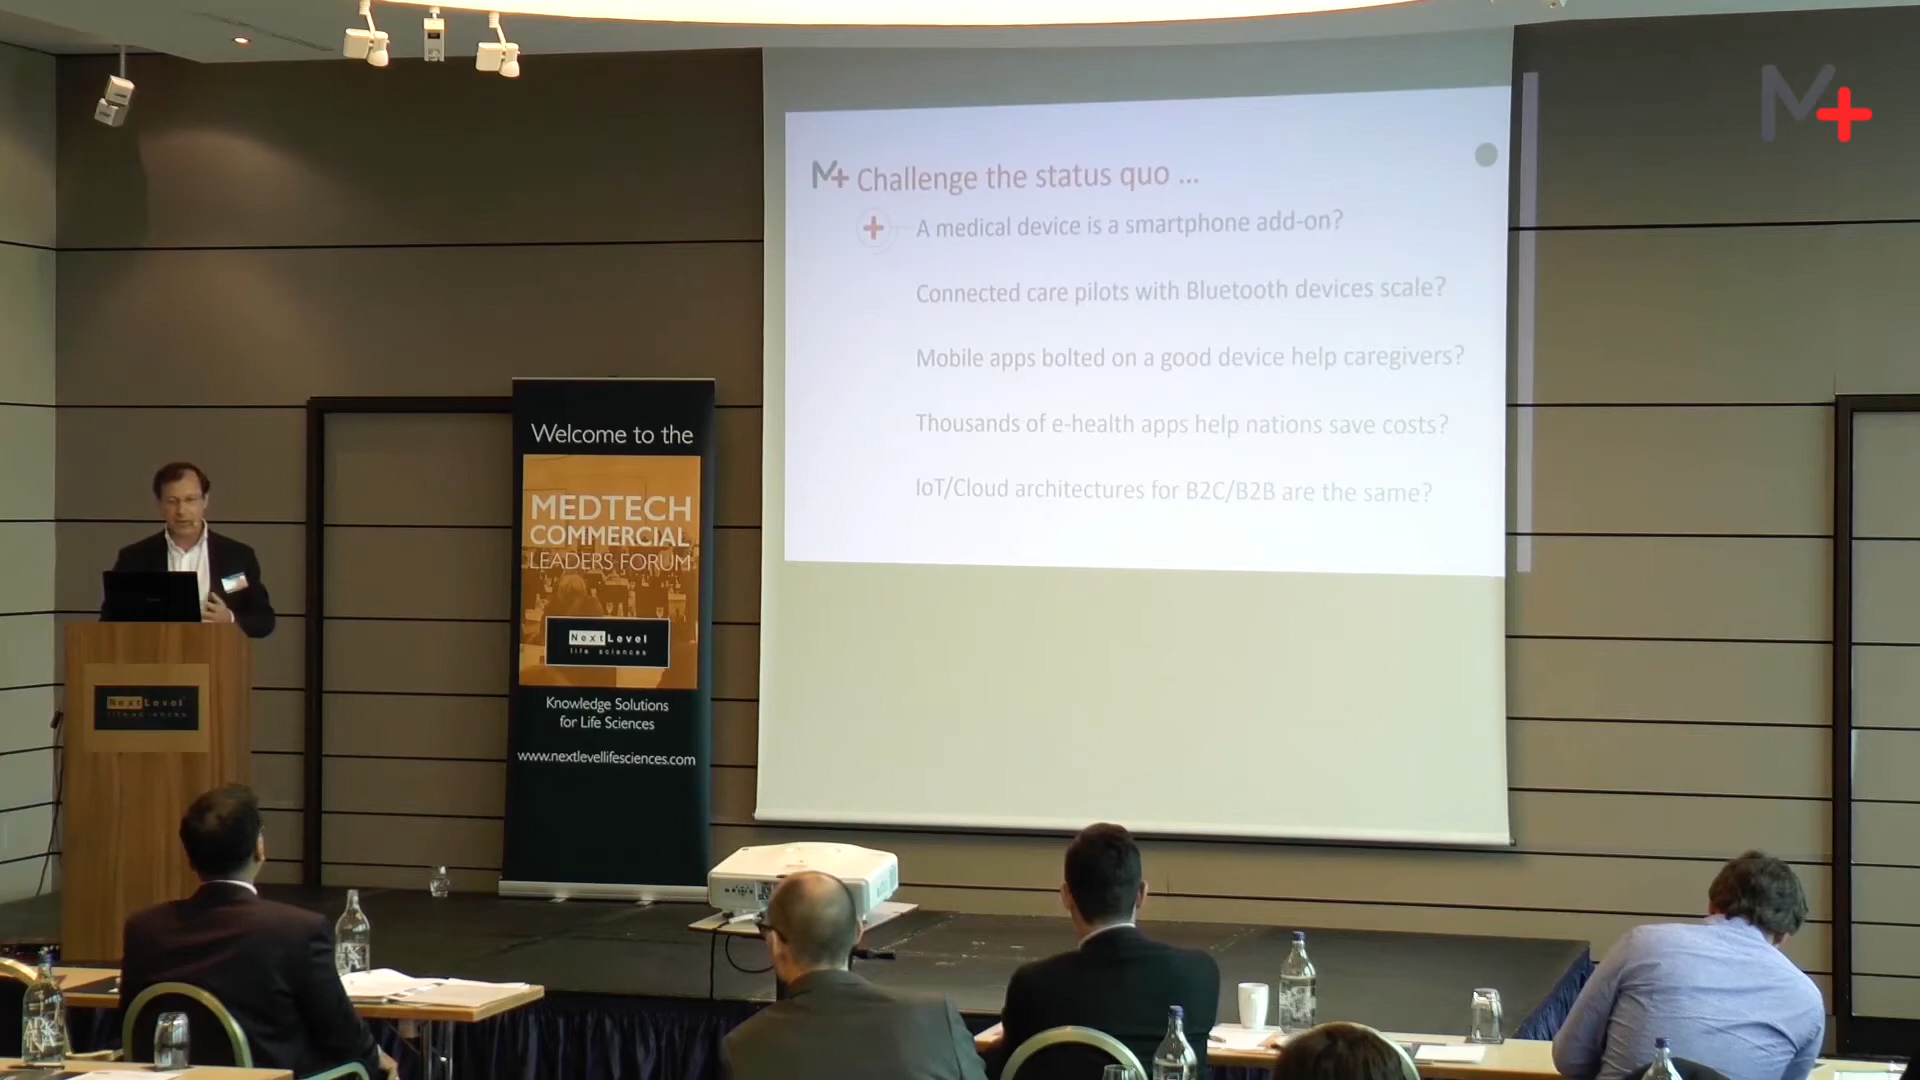 M+
M+ Challenge the status quo ...
A medical device is a smartphone add-on?
Connected care pilots with Bluetooth devices scale?
Mobile apps bolted on a good device help caregivers?
Thousands of e-health apps help nations save costs?
IoT/Cloud architectures for B2C/B2B are the same?
Welcome to the
MEDTECH
COMMERCIAL
LEADERS FORUM
NextLevel
life sciences
Knowledge Solutions
for Life Sciences
www.nextlevellifesciences.com
NextLevel
life sciences